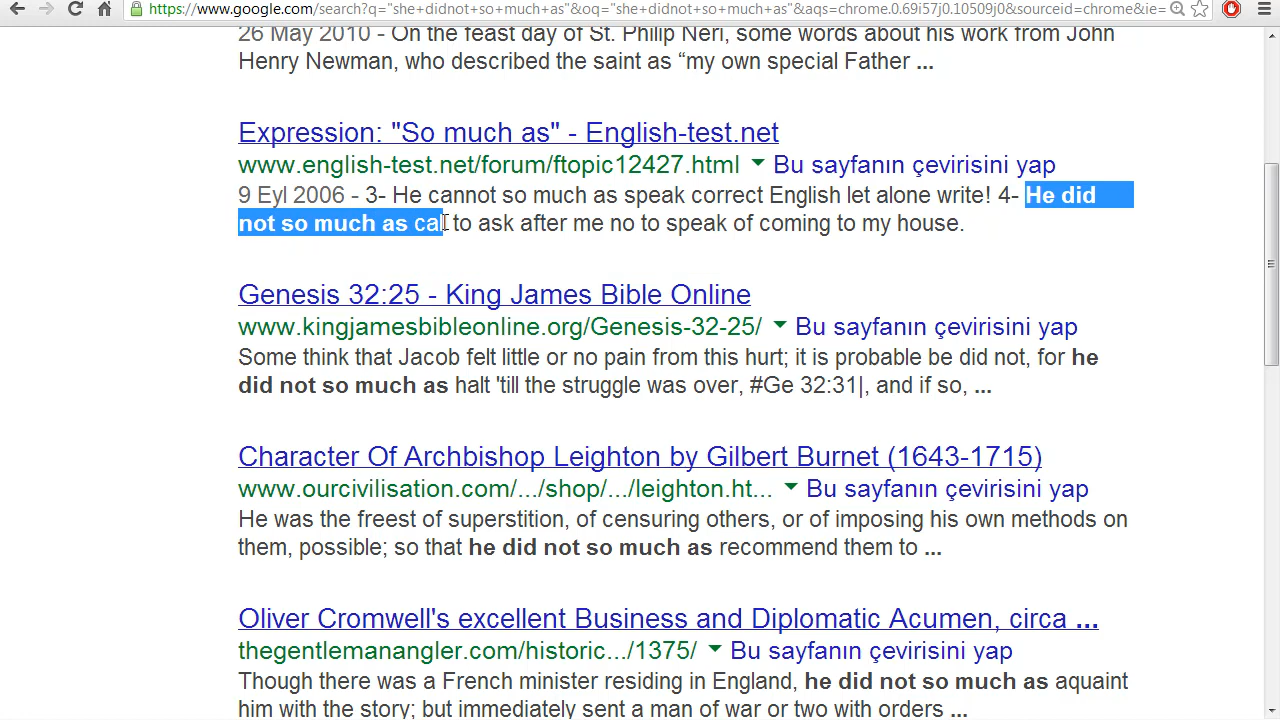 https://www.google.com/search?q="she+didnot+so+much+as"&oq="she+didnot+so+much+as"&aqs=chrome.0.69i57j0.10509j0&sourceid=chrome&ie=
26 May 2010 - On the feast day of St. Philip Neri, some words about his work from John
Henry Newman, who described the saint as “my own special Father ...
Expression: "So much as" - English-test.net
www.english-test.net/forum/ftopic12427.html Bu sayfanın çevirisini yap
9 Eyl 2006 - 3- He cannot so much as speak correct English let alone write! 4- He did
not so much as call to ask after me no to speak of coming to my house.
Genesis 32:25 - King James Bible Online
www.kingjamesbibleonline.org/Genesis-32-25/ Bu sayfanın çevirisini yap
Some think that Jacob felt little or no pain from this hurt; it is probable be did not, for he
did not so much as halt 'till the struggle was over, #Ge 32:31|, and if so, ...
Character Of Archbishop Leighton by Gilbert Burnet (1643-1715)
www.ourcivilisation.com/.../shop/.../leighton.ht... Bu sayfanın çevirisini yap
He was the freest of superstition, of censuring others, or of imposing his own methods on
them, possible; so that he did not so much as recommend them to ...
Oliver Cromwell's excellent Business and Diplomatic Acumen, circa ...
thegentlemanangler.com/historic.../1375/ Bu sayfanın çevirisini yap
Though there was a French minister residing in England, he did not so much as aquaint
him with the story; but immediately sent a man of war or two with orders ...